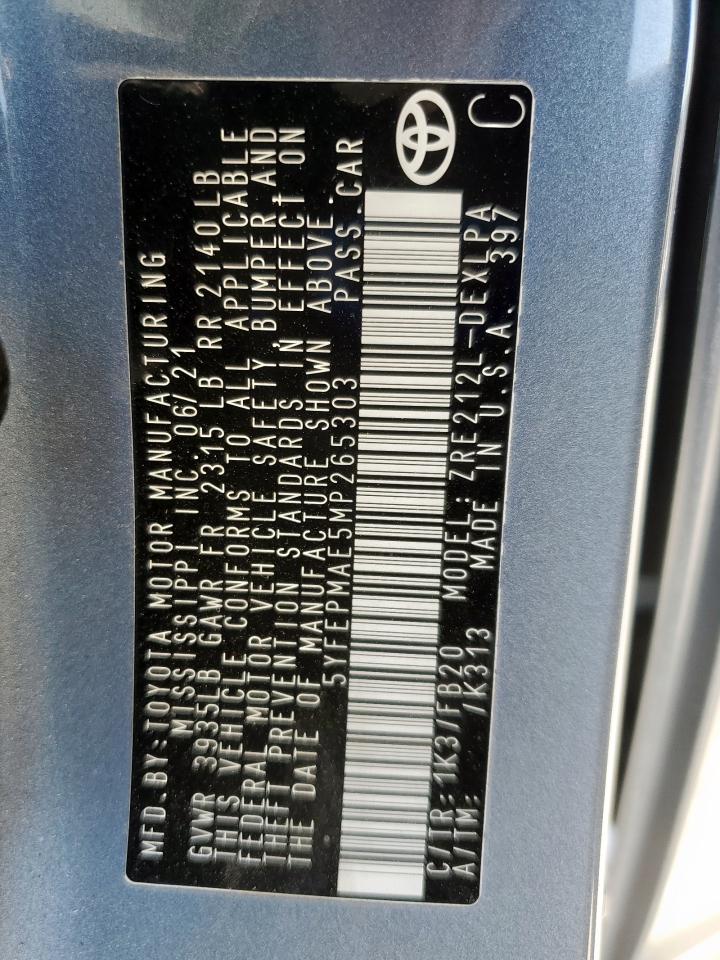 MFD.BY:TOYOTA MOTOR MANUFACTURING
MISSISSIPPI INC. 06/21
GVWR 3935LB GAWR FR 2315 LB RR 2140 LB
THIS VEHICLE CONFORMS TO ALL APPLICABLE
FEDERAL MOTOR VEHICLE SAFETY, BUMPER AND
THEFT PREVENTION STANDARDS IN EFFECT ON
THE DATE OF MANUFACTURE SHOWN ABOVE.
5YFEPMAE5MP265303 PASS.CAR
C/TR: 1K3/FB20 MODEL: ZRE212L-DEXLPA
A/TM: /K313 MADE IN U.S.A. 397
C